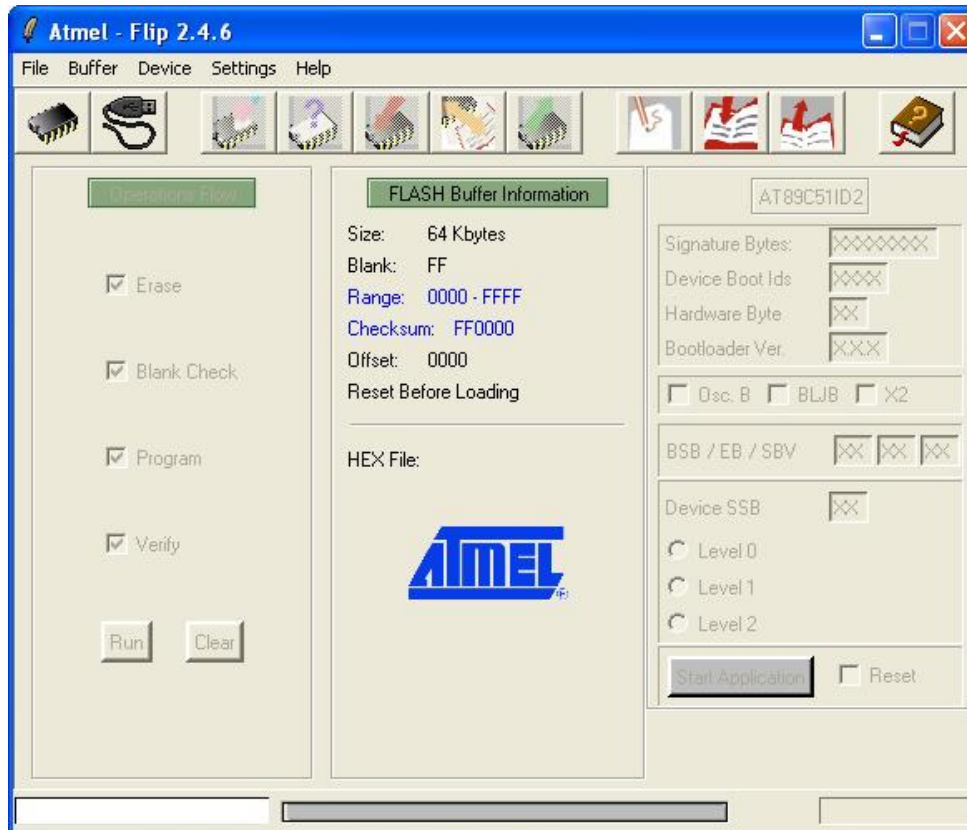 Atmel - Flip 2.4.6
File Buffer Device Settings Help
Operations Flow
Erase
Blank Check
Program
Verify
Run Clear
FLASH Buffer Information
Size: 64 Kbytes
Blank: FF
Range: 0000 - FFFF
Checksum: FF0000
Offset: 0000
Reset Before Loading
HEX File:
ATMEL ®
AT89C51ID2
Signature Bytes: XXXXXXXX
Device Boot Ids XXXX
Hardware Byte XX
Bootloader Ver. X.X.X
Osc. B BLJB X2
BSB / EB / SBV XX XX XX
Device SSB XX
Level 0
Level 1
Level 2
Start Application Reset